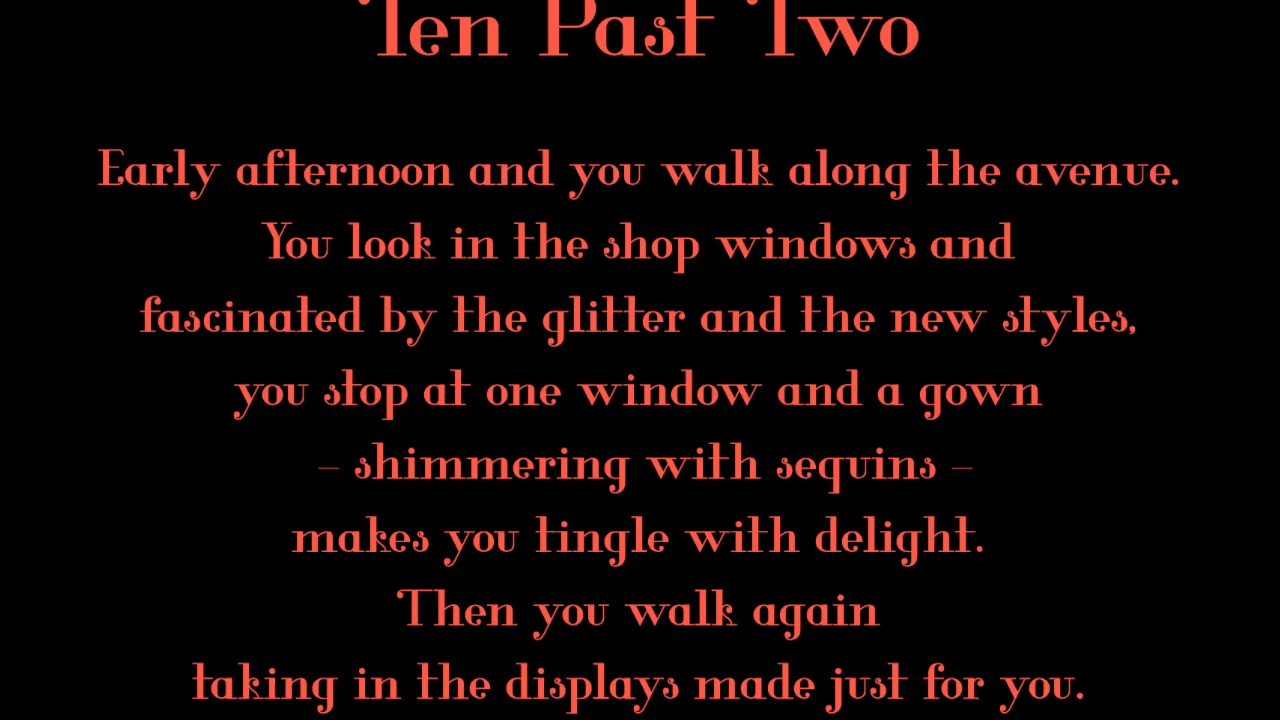 Ten Past Two
Early afternoon and you walk along the avenue.
You look in the shop windows and
fascinated by the glitter and the new styles,
you stop at one window and a gown
– shimmering with sequins –
makes you tingle with delight.
Then you walk again
taking in the displays made just for you.